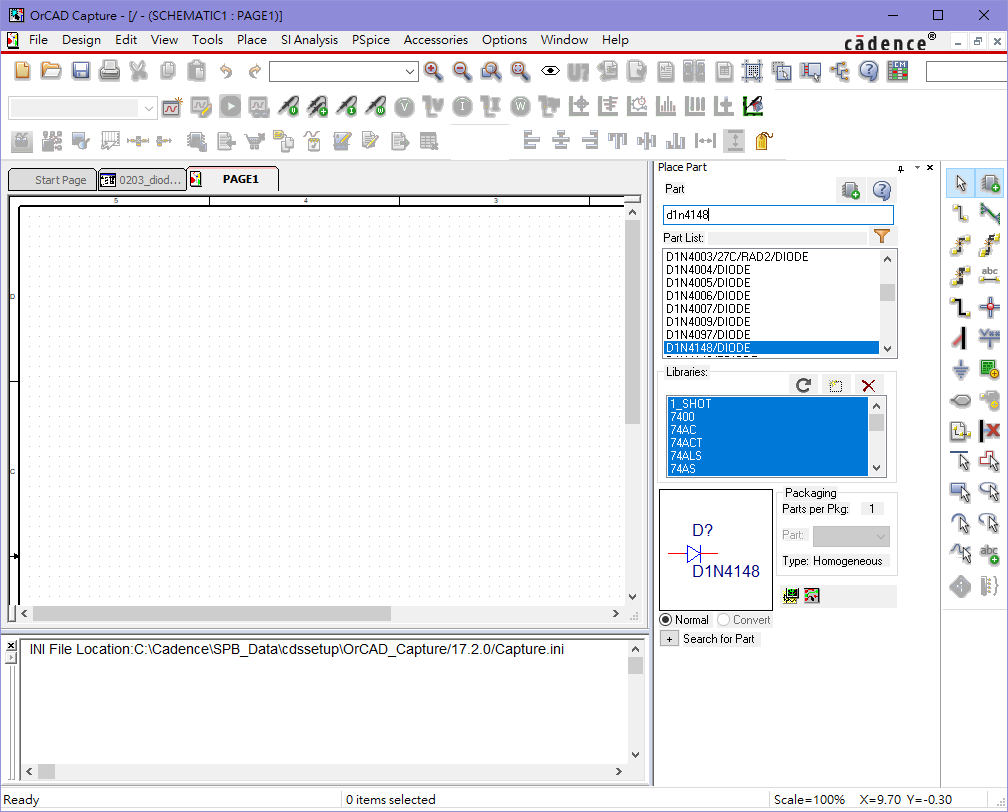 OrCAD Capture - [/ - (SCHEMATIC1 : PAGE1)]
File Design Edit View Tools Place SI Analysis PSpice Accessories Options Window Help
cādence®
Start Page
0203_diod...
PAGE1
5 4 3
D
C
Place Part
Part
d1n4148
Part List:
D1N4003/27C/RAD2/DIODE
D1N4004/DIODE
D1N4005/DIODE
D1N4006/DIODE
D1N4007/DIODE
D1N4009/DIODE
D1N4097/DIODE
D1N4148/DIODE
Libraries:
1_SHOT
7400
74AC
74ACT
74ALS
74AS
D?
D1N4148
Packaging
Parts per Pkg: 1
Part:
Type: Homogeneous
Normal Convert
+ Search for Part
abc
abc
INI File Location:C:\Cadence\SPB_Data\cdssetup\OrCAD_Capture/17.2.0/Capture.ini
Ready
0 items selected
Scale=100% X=9.70 Y=-0.30